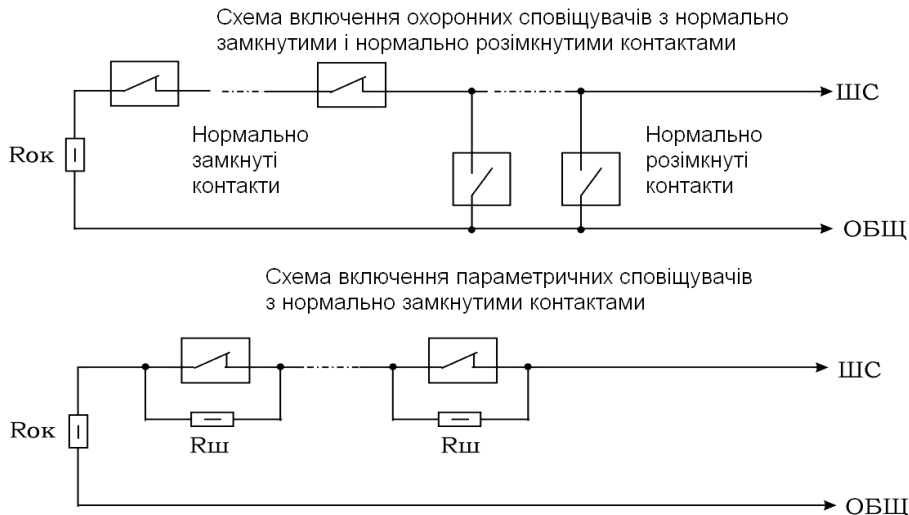 Схема включення охоронних сповіщувачів з нормально
замкнутими і нормально розімкнутими контактами
ШС
Rок
Нормально
замкнуті
контакти
Нормально
розімкнуті
контакти
ОБЩ
Схема включення параметричних сповіщувачів
з нормально замкнутими контактами
ШС
Rок
Rш
Rш
ОБЩ